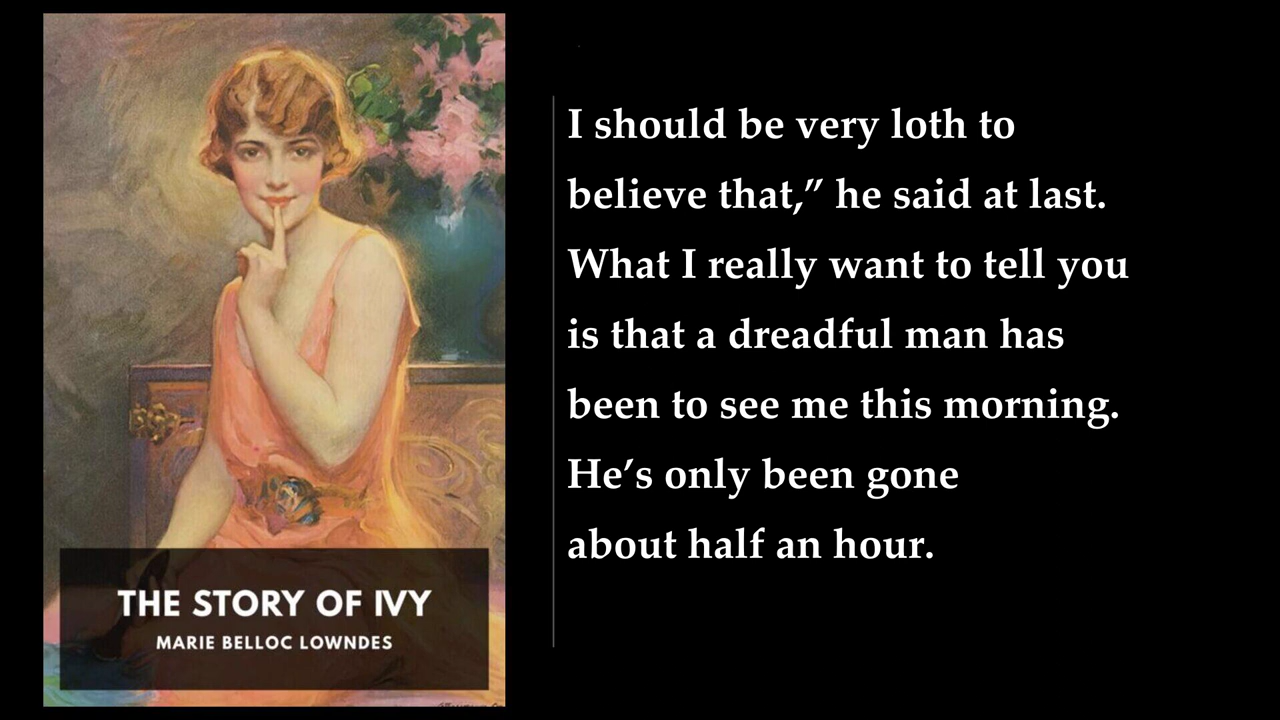 I should be very loth to
believe that,” he said at last.
What I really want to tell you
is that a dreadful man has
been to see me this morning.
He’s only been gone
about half an hour.
THE STORY OF IVY
MARIE BELLOC LOWNDES